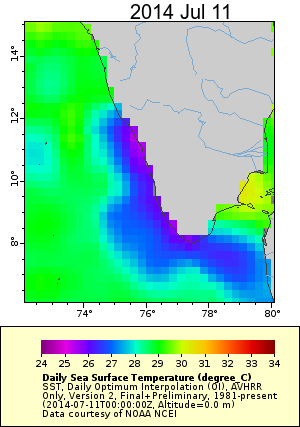 2014 Jul 11
14°
12°
10°
8°
74°
76°
78°
80°
24 25 26 27 28 29 30 31 32 33 34
Daily Sea Surface Temperature (degree_C)
SST, Daily Optimum Interpolation (OI), AVHRR
Only, Version 2, Final+Preliminary, 1981-present
(2014-07-11T00:00:00Z, Altitude=0.0 m)
Data courtesy of NOAA NCEI